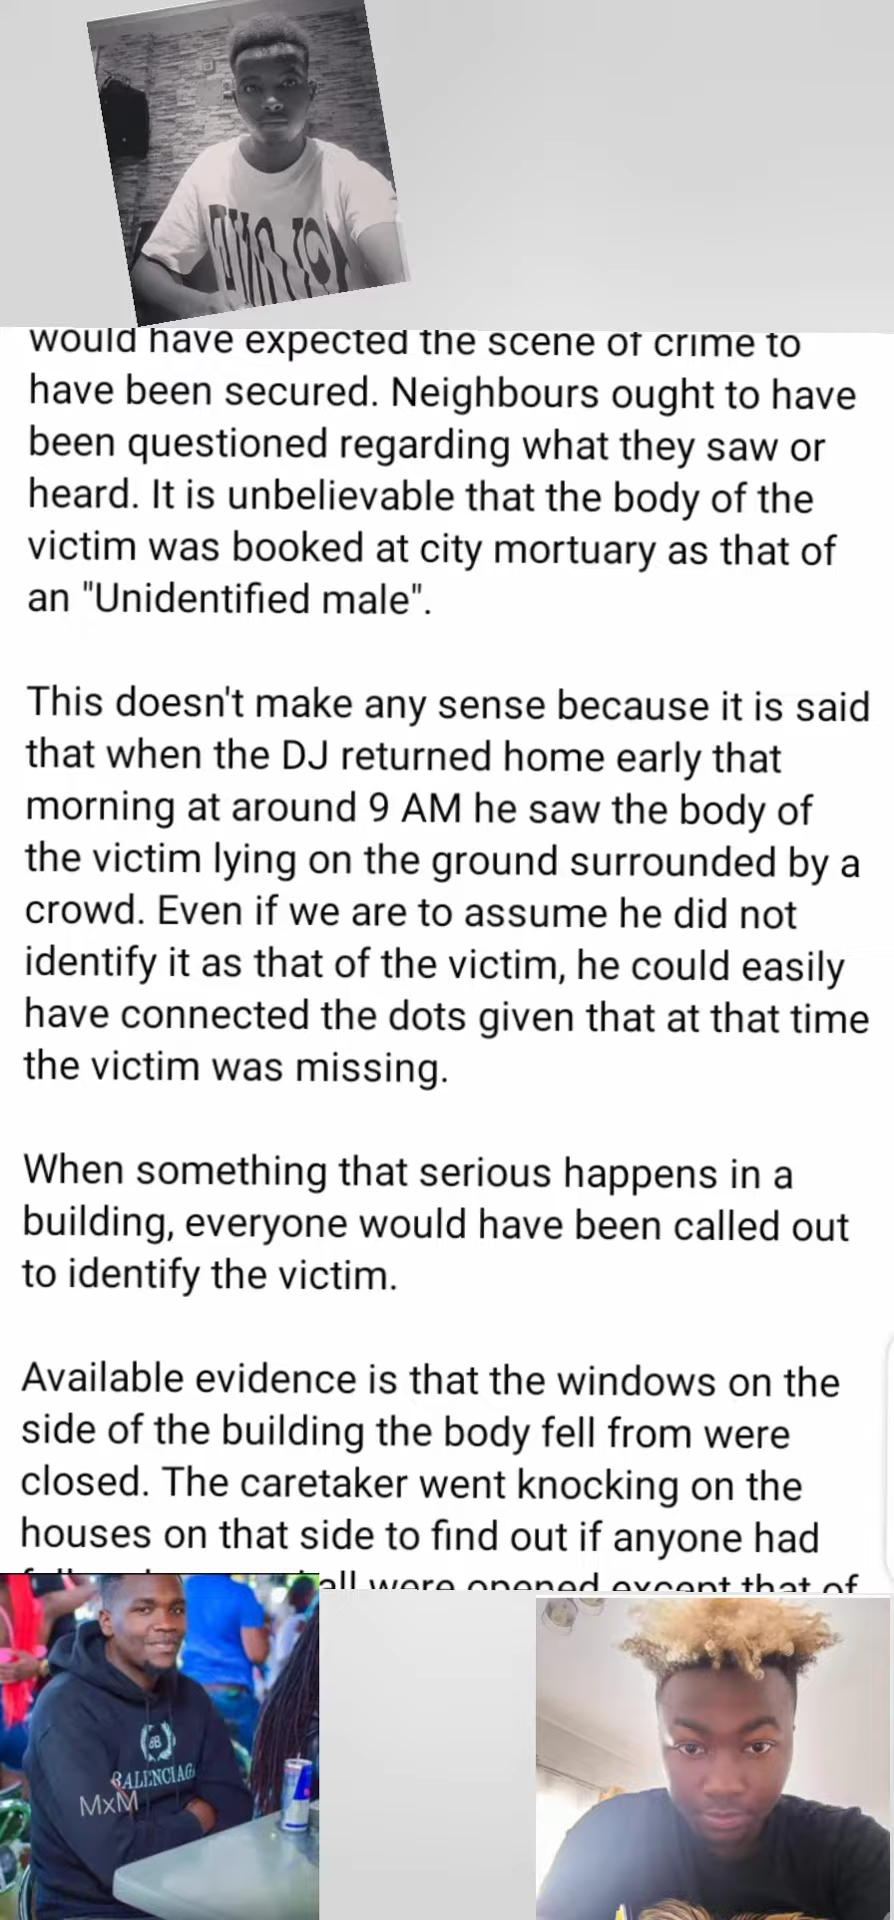 would have expected the scene of crime to
have been secured. Neighbours ought to have
been questioned regarding what they saw or
heard. It is unbelievable that the body of the
victim was booked at city mortuary as that of
an "Unidentified male".
This doesn't make any sense because it is said
that when the DJ returned home early that
morning at around 9 AM he saw the body of
the victim lying on the ground surrounded by a
crowd. Even if we are to assume he did not
identify it as that of the victim, he could easily
have connected the dots given that at that time
the victim was missing.
When something that serious happens in a
building, everyone would have been called out
to identify the victim.
Available evidence is that the windows on the
side of the building the body fell from were
closed. The caretaker went knocking on the
houses on that side to find out if anyone had
all were opened except that of
BB
BALENCIAG
MxM